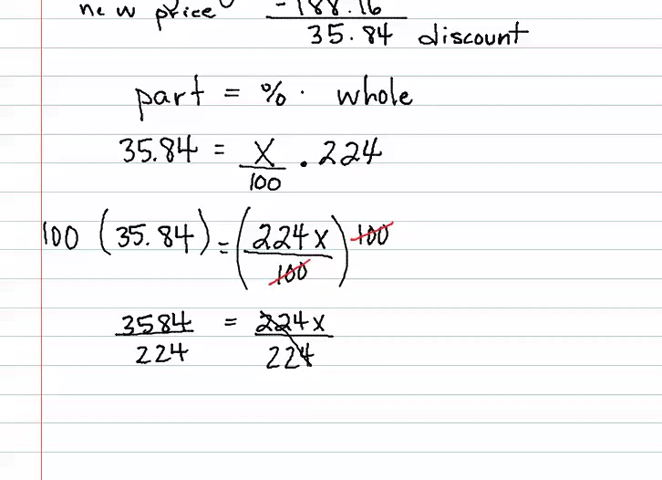 new price -188.16
35.84 discount
part = % · whole
35.84 = x/100 · 224
100 (35.84) = (224x/100) 100
3584/224 = 224x/224